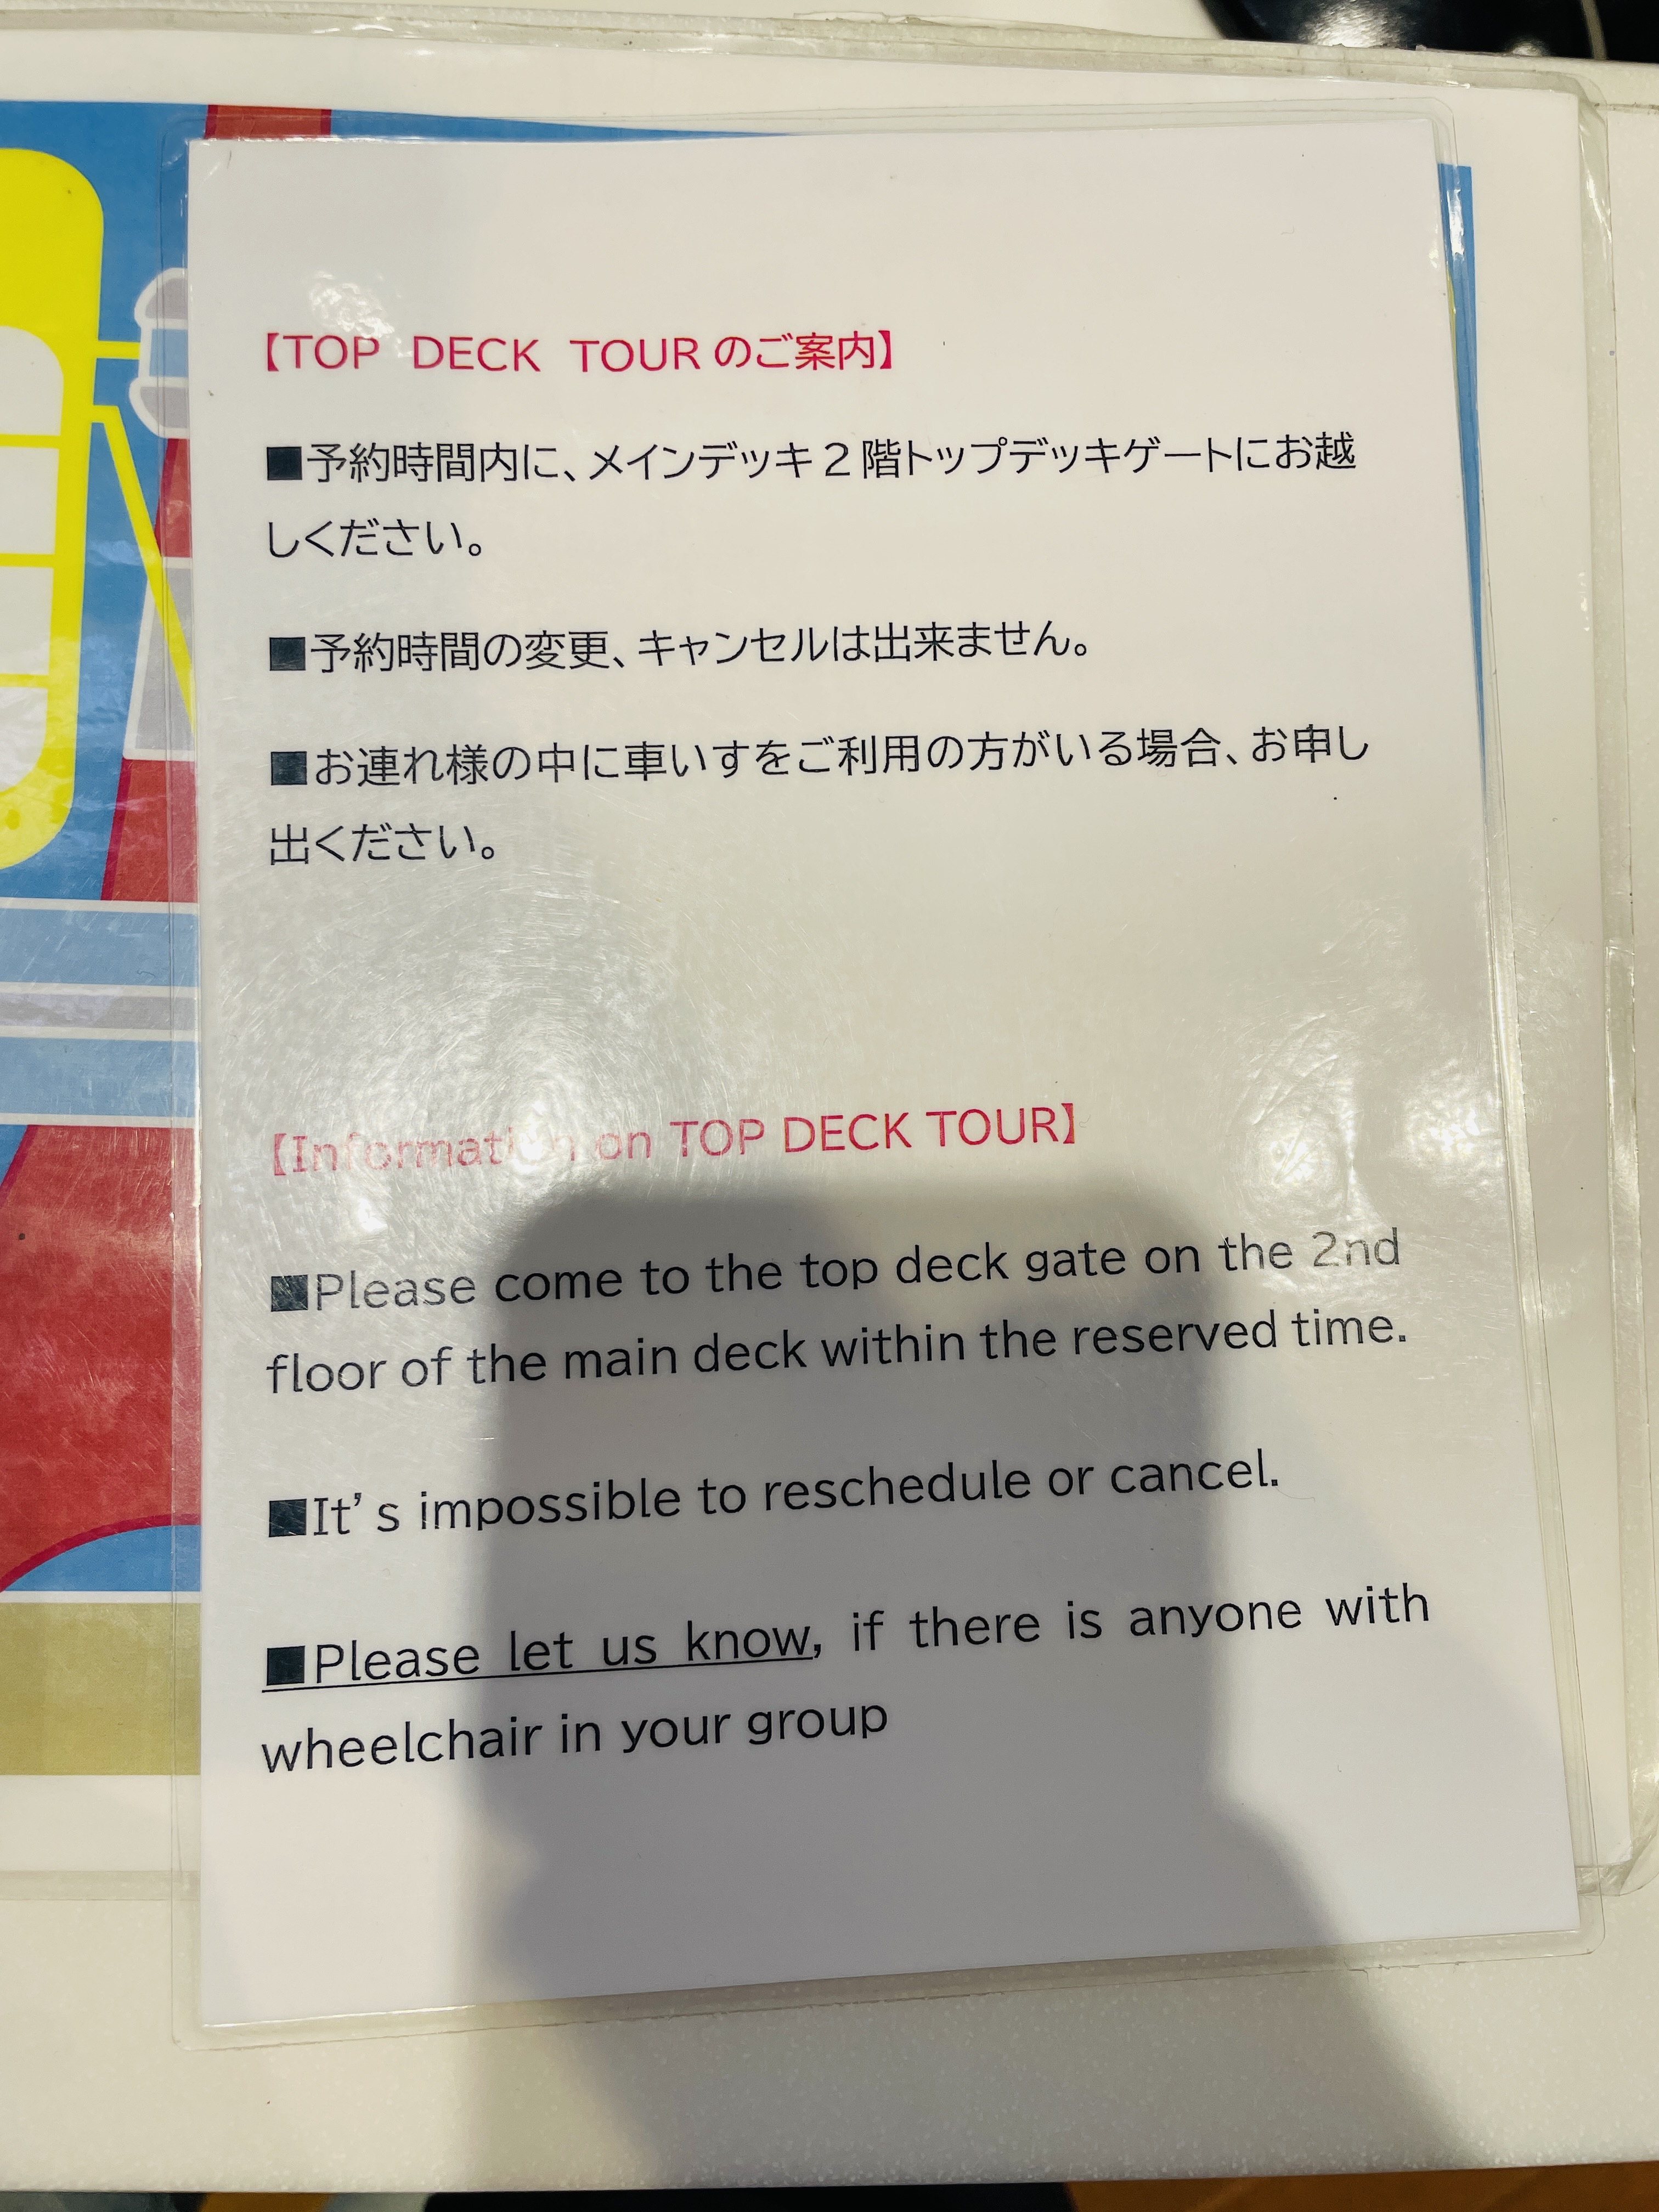 【TOP DECK TOURのご案内】
■予約時間内に、メインデッキ2階トップデッキゲートにお越
しください。
■予約時間の変更、キャンセルは出来ません。
■お連れ様の中に車いすをご利用の方がいる場合、お申し
出ください。
【Information on TOP DECK TOUR】
■Please come to the top deck gate on the 2nd
floor of the main deck within the reserved time.
■It’s impossible to reschedule or cancel.
■Please let us know, if there is anyone with
wheelchair in your group